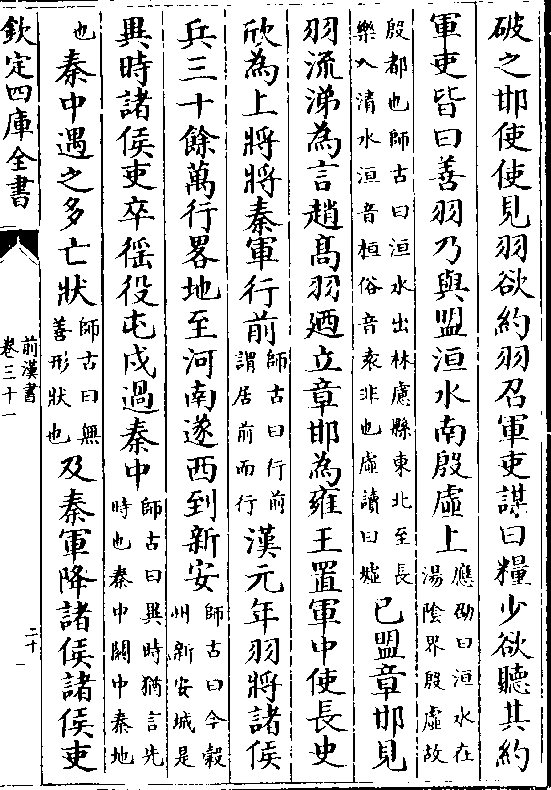 破之邯使使見羽欲約羽召軍吏謀曰糧少欲聽其約
軍吏皆曰善羽乃與盟洹水南殷虛上應劭曰洹水在湯陰界殷虛故
殷都也師古曰洹水出林慮縣東北至長樂入清水洹音桓俗音袁非也虛讀曰墟已盟章邯見
羽流涕為言趙髙羽廼立章邯為雍王置軍中使長史
欣為上將將秦軍行前師古曰行前謂居前而行漢元年羽將諸侯
兵三十餘萬行畧地至河南遂西到新安師古曰今穀州新安城是
異時諸侯吏卒徭役屯戍過秦中師古曰異時猶言先時也秦中關中秦地
也秦中遇之多亡狀師古曰無善形狀也及秦軍降諸侯諸侯吏
欽定四庫全書
前漢書
卷三十一
二十一